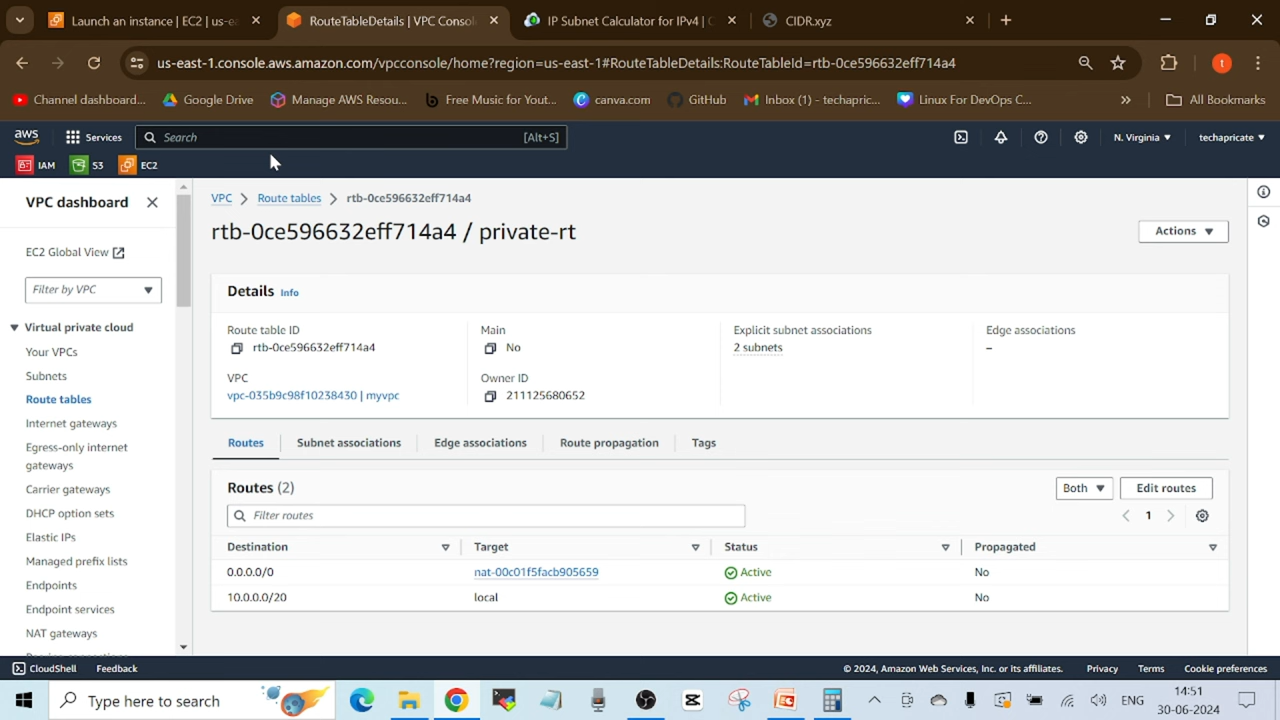 Launch an instance | EC2 | us-ea
RouteTableDetails | VPC Consol
IP Subnet Calculator for IPv4 | C
CIDR.xyz
us-east-1.console.aws.amazon.com/vpcconsole/home?region=us-east-1#RouteTableDetails:RouteTableId=rtb-0ce596632eff714a4
t
Channel dashboard...
Google Drive
Manage AWS Resou...
Free Music for Yout...
canva.com
GitHub
Inbox (1) - techapric...
Linux For DevOps C...
All Bookmarks
aws
Services
Search
[Alt+S]
N. Virginia
techapricate
IAM
S3
EC2
VPC dashboard
EC2 Global View
Filter by VPC
Virtual private cloud
Your VPCs
Subnets
Route tables
Internet gateways
Egress-only internet
gateways
Carrier gateways
DHCP option sets
Elastic IPs
Managed prefix lists
Endpoints
Endpoint services
NAT gateways
VPC > Route tables > rtb-0ce596632eff714a4
rtb-0ce596632eff714a4 / private-rt
Actions
Details Info
Route table ID
rtb-0ce596632eff714a4
Main
No
Explicit subnet associations
2 subnets
Edge associations
–
VPC
vpc-035b9c98f10238430 | myvpc
Owner ID
211125680652
Routes
Subnet associations
Edge associations
Route propagation
Tags
Routes (2)
Both
Edit routes
Filter routes
1
Destination Target Status Propagated
0.0.0.0/0 nat-00c01f5facb905659 Active No
10.0.0.0/20 local Active No
CloudShell
Feedback
© 2024, Amazon Web Services, Inc. or its affiliates.
Privacy
Terms
Cookie preferences
Type here to search
ENG
14:51
30-06-2024